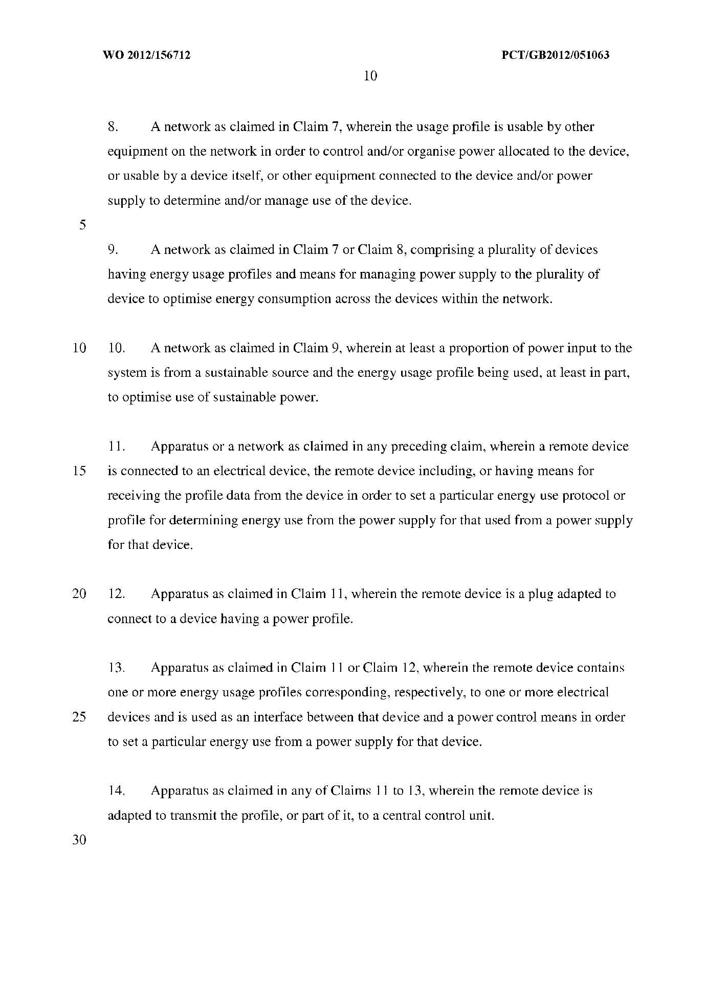 WO 2012/156712 PCT/GB2012/051063
10
8. A network as claimed in Claim 7, wherein the usage profile is usable by other
equipment on the network in order to control and/or organise power allocated to the device,
or usable by a device itself, or other equipment connected to the device and/or power
supply to determine and/or manage use of the device.
5
9. A network as claimed in Claim 7 or Claim 8, comprising a plurality of devices
having energy usage profiles and means for managing power supply to the plurality of
device to optimise energy consumption across the devices within the network.
10 10. A network as claimed in Claim 9, wherein at least a proportion of power input to the
system is from a sustainable source and the energy usage profile being used, at least in part,
to optimise use of sustainable power.
11. Apparatus or a network as claimed in any preceding claim, wherein a remote device
15 is connected to an electrical device, the remote device including, or having means for
receiving the profile data from the device in order to set a particular energy use protocol or
profile for determining energy use from the power supply for that used from a power supply
for that device.
20 12. Apparatus as claimed in Claim 11, wherein the remote device is a plug adapted to
connect to a device having a power profile.
13. Apparatus as claimed in Claim 11 or Claim 12, wherein the remote device contains
one or more energy usage profiles corresponding, respectively, to one or more electrical
25 devices and is used as an interface between that device and a power control means in order
to set a particular energy use from a power supply for that device.
14. Apparatus as claimed in any of Claims 11 to 13, wherein the remote device is
adapted to transmit the profile, or part of it, to a central control unit.
30